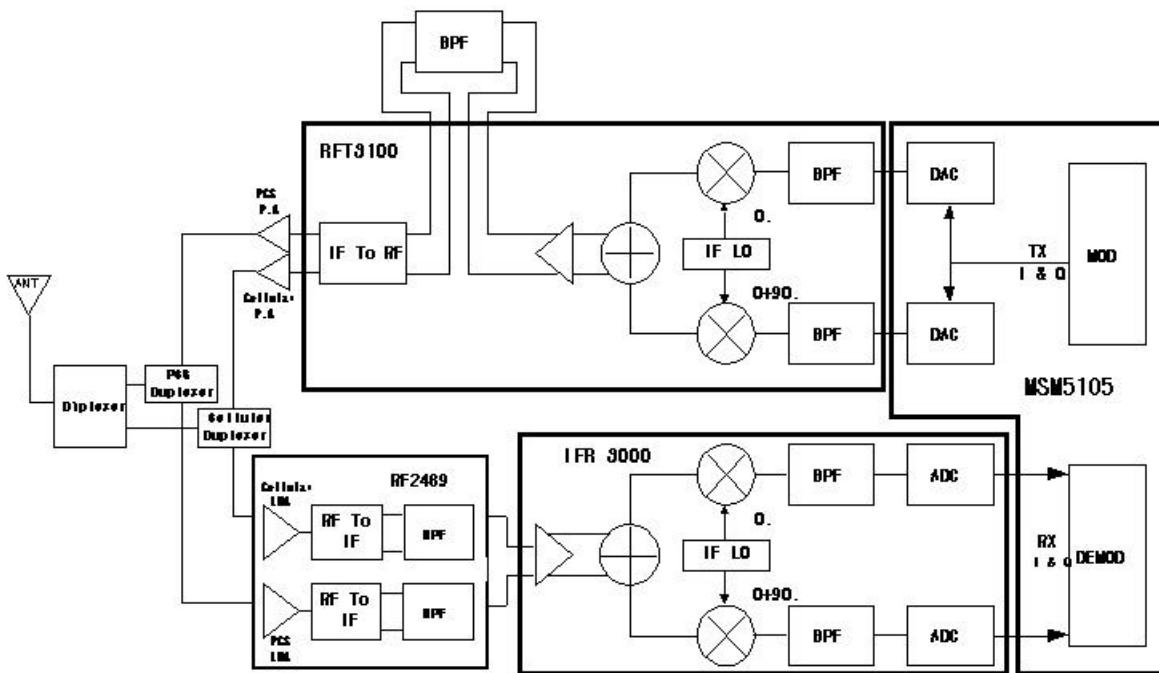 BPF
RFT3100
BPF
DAC
PCS
P.A
0.
IF To RF
IF LO
TX
I & Q
MOD
ANT
Cellular
P.A
0+90.
BPF
DAC
PCS
Duplexer
MSM5105
Diplexer
Cellular
Duplexer
IFR 3000
RF2489
BPF
ADC
Cellular
LNA
RF To
IF
BPF
0.
IF LO
RX
I & Q
DEMOD
RF To
IF
BPF
0+90.
PCS
LNA
BPF
ADC